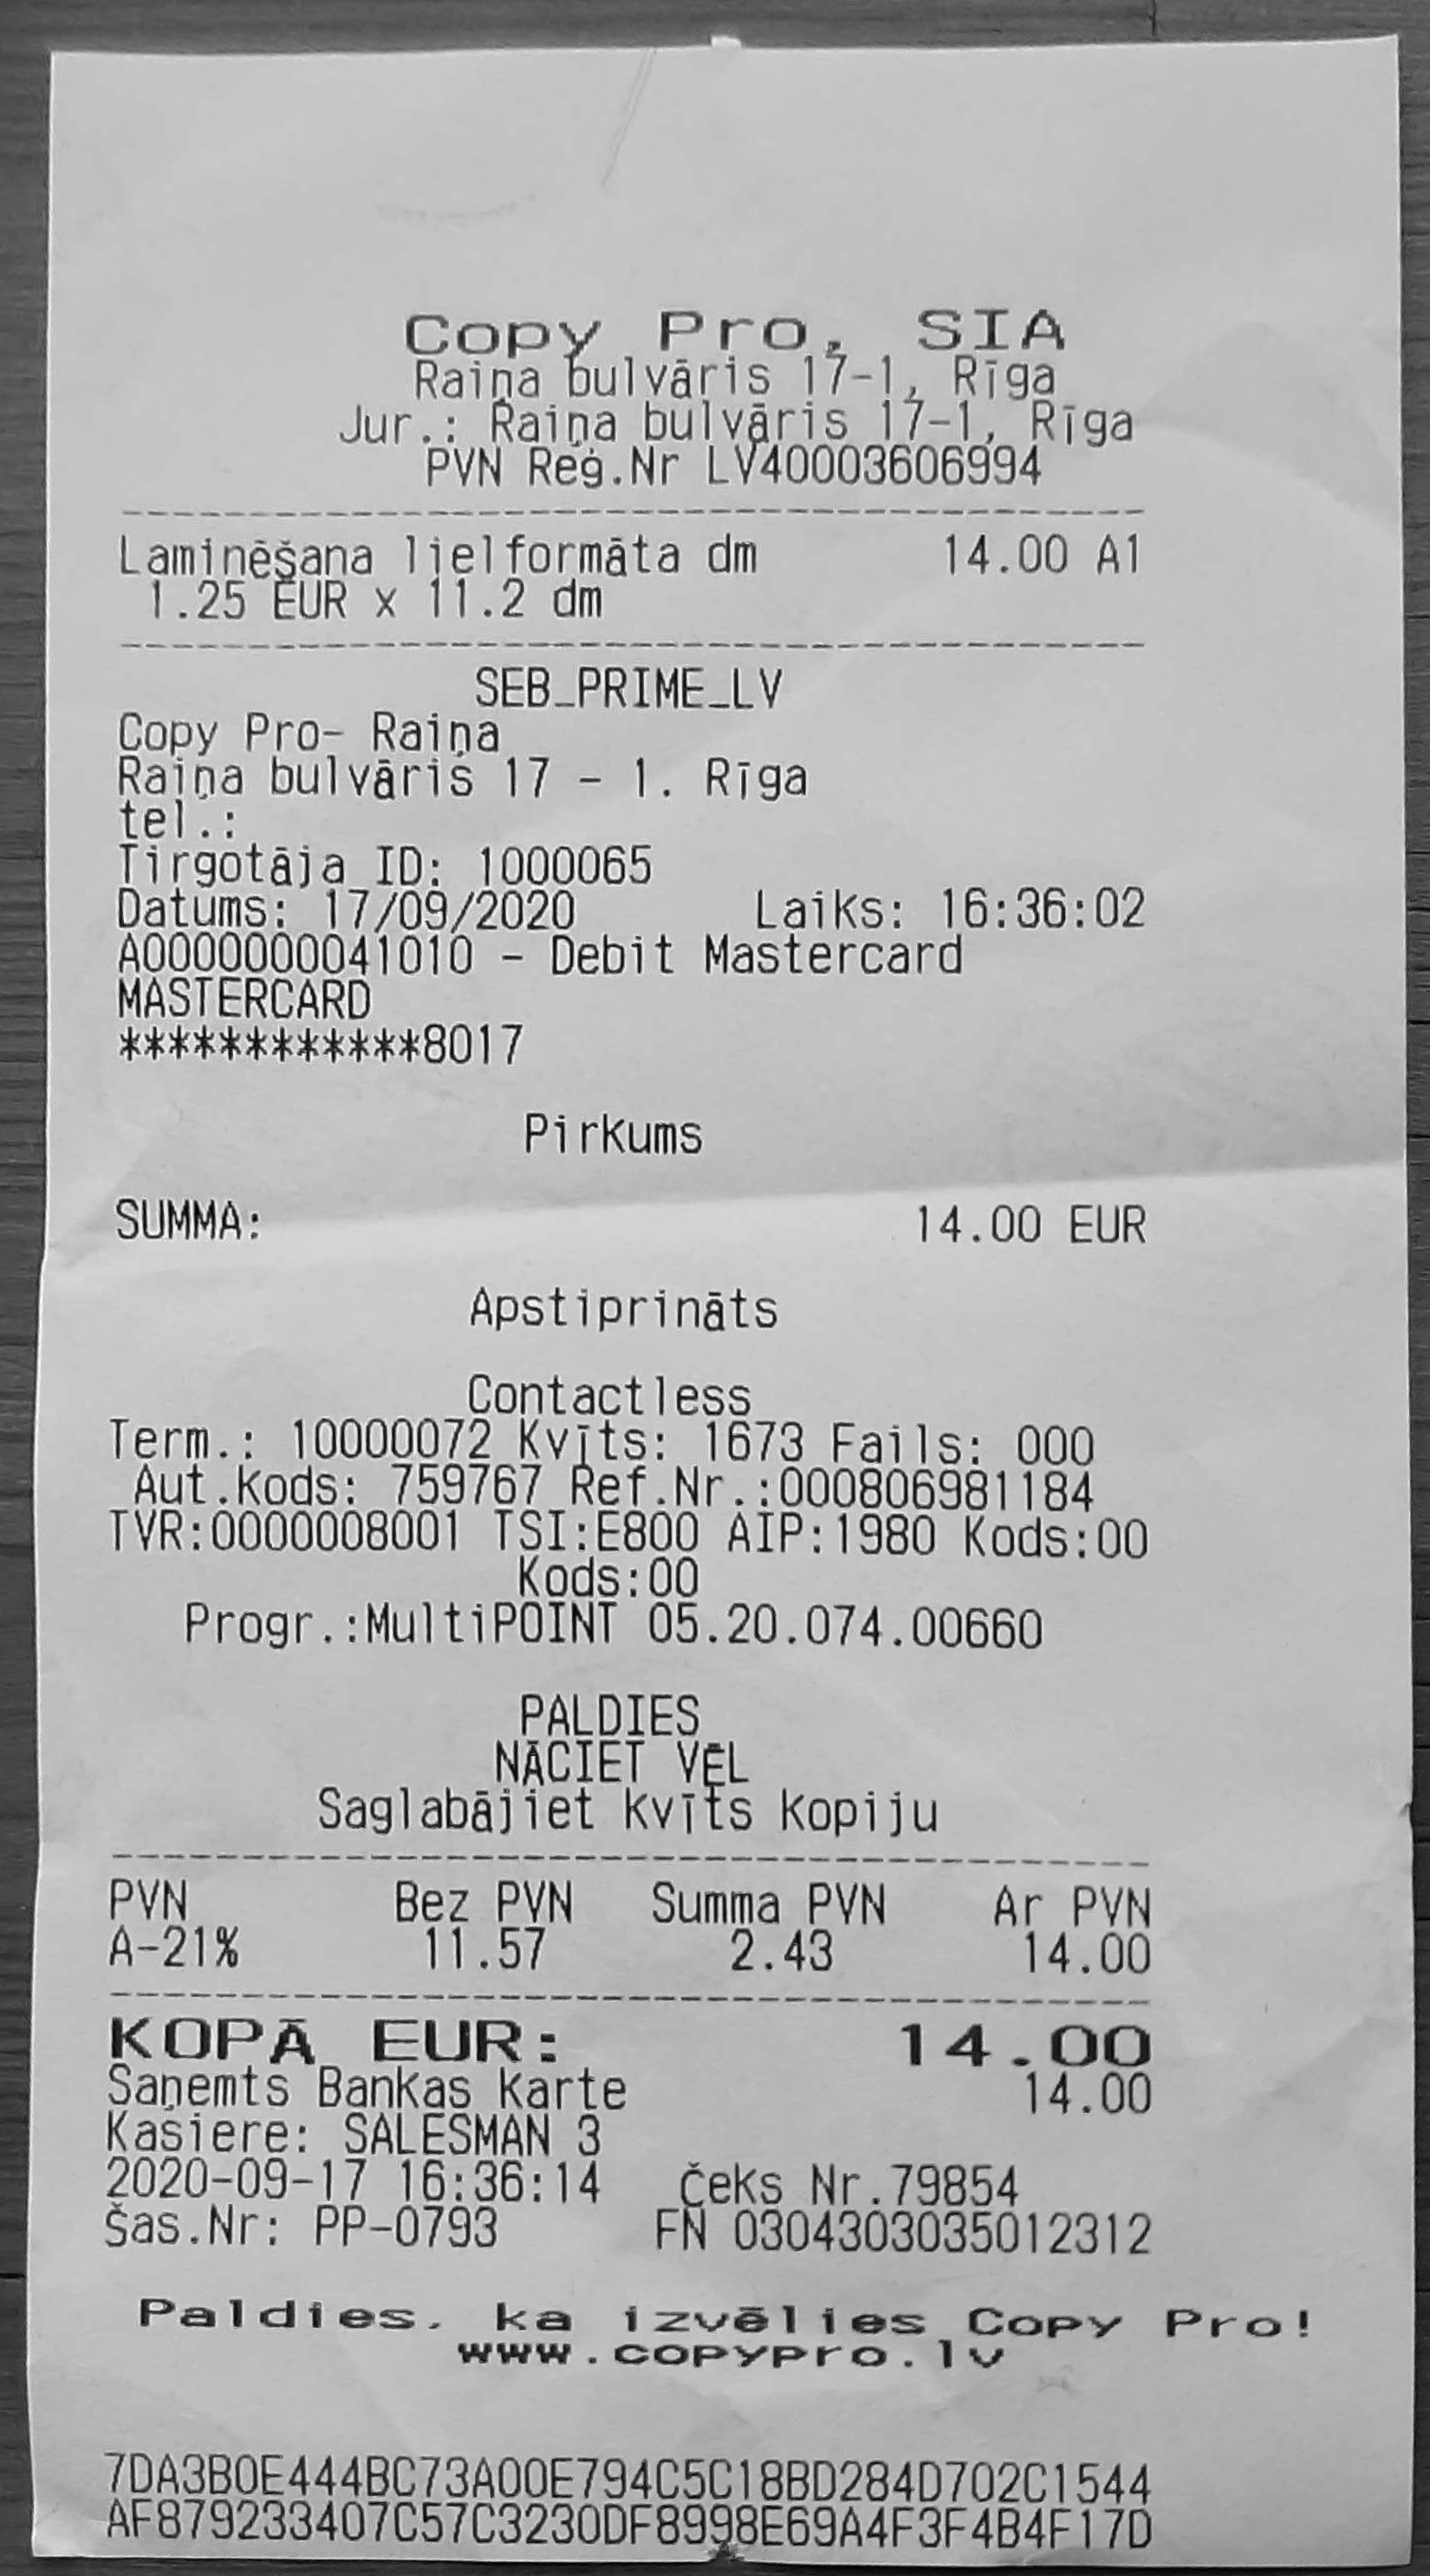 Copy Pro, SIA
Raiņa bulvāris 17-1, Rīga
Jur.: Raiņa bulvāris 17-1, Rīga
PVN Reģ.Nr LV40003606994
Laminēšana lielformāta dm 14.00 A1
1.25 EUR x 11.2 dm
SEB_PRIME_LV
Copy Pro- Raiņa
Raiņa bulvāris 17 - 1. Rīga
tel.:
Tirgotāja ID: 1000065
Datums: 17/09/2020 Laiks: 16:36:02
A0000000041010 - Debit Mastercard
MASTERCARD
************8017
Pirkums
SUMMA: 14.00 EUR
Apstiprināts
Contactless
Term.: 10000072 Kvīts: 1673 Fails: 000
Aut.kods: 759767 Ref.Nr.:000806981184
TVR:0000008001 TSI:E800 AIP:1980 Kods:00
Kods:00
Progr.:MultiPOINT 05.20.074.00660
PALDIES
NĀCIET VĒL
Saglabājiet kvīts kopiju
PVN Bez PVN Summa PVN Ar PVN
A-21% 11.57 2.43 14.00
KOPĀ EUR: 14.00
Saņemts Bankas karte 14.00
Kasiere: SALESMAN 3
2020-09-17 16:36:14 Čeks Nr.79854
Šas.Nr: PP-0793 FN 0304303035012312
Paldies, ka izvēlies Copy Pro!
www.copypro.lv
7DA3B0E444BC73A00E794C5C18BD284D702C1544
AF879233407C57C3230DF8998E69A4F3F4B4F17D